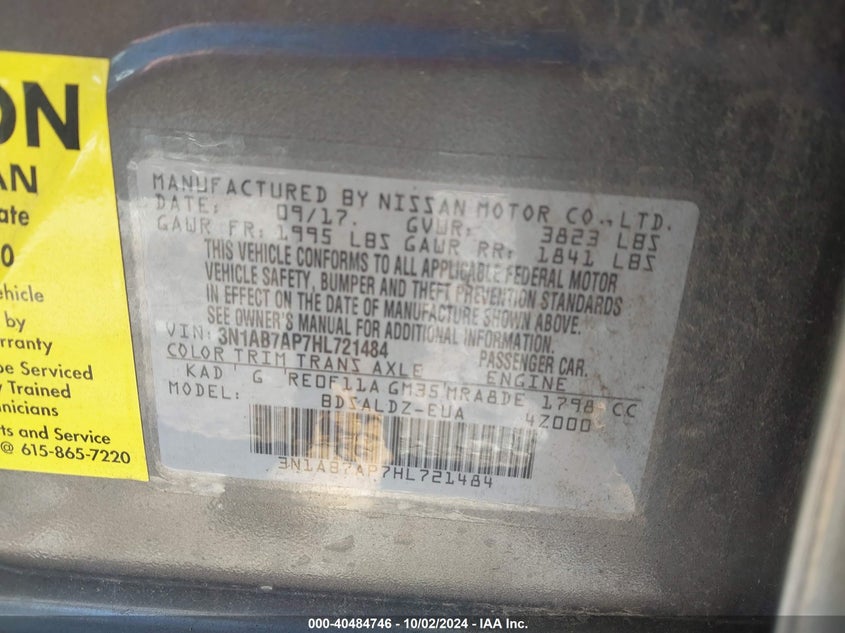 ON
AN
ate
0
ehicle
by
arranty
be Serviced
y Trained
hnicians
rts and Service
@ 615-865-7220
MANUFACTURED BY NISSAN MOTOR CO., LTD.
DATE: 09/17. GVWR: 3823 LBS
GAWR FR: 1995 LBS GAWR RR: 1841 LBS
THIS VEHICLE CONFORMS TO ALL APPLICABLE FEDERAL MOTOR
VEHICLE SAFETY, BUMPER AND THEFT PREVENTION STANDARDS
IN EFFECT ON THE DATE OF MANUFACTURE SHOWN ABOVE.
SEE OWNER'S MANUAL FOR ADDITIONAL INFORMATION.
VIN: 3N1AB7AP7HL721484 PASSENGER CAR.
COLOR TRIM TRANS AXLE ENGINE
KAD G RE0F11A GM35 MRA8DE 1798 CC
MODEL: BDSALDZ-EUA 4Z000
3N1AB7AP7HL721484
000-40484746 - 10/02/2024 - IAA Inc.